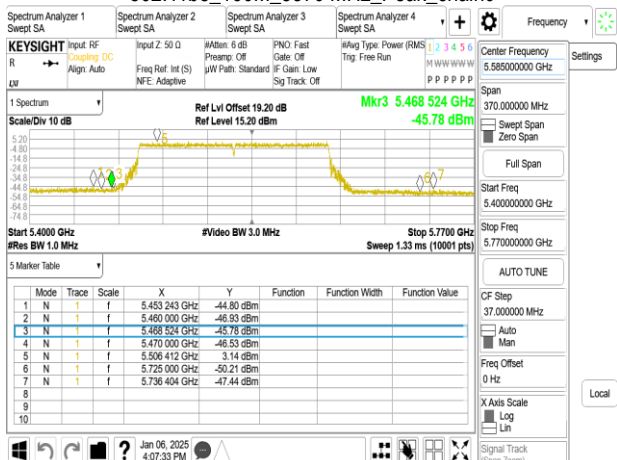 Spectrum Analyzer 1
Swept SA
Spectrum Analyzer 2
Swept SA
Spectrum Analyzer 3
Swept SA
Spectrum Analyzer 4
Swept SA
+
Frequency
Settings
KEYSIGHT
R
Input: RF
Coupling: DC
Align: Auto
Input Z: 50 Ω
Freq Ref: Int (S)
NFE: Adaptive
#Atten: 6 dB
Preamp: Off
µW Path: Standard
PNO: Fast
Gate: Off
IF Gain: Low
Sig Track: Off
#Avg Type: Power (RMS
Trig: Free Run
1 2 3 4 5 6
M W W W W W
P P P P P P
1 Spectrum
Scale/Div 10 dB
Ref Lvl Offset 19.20 dB
Ref Level 15.20 dBm
Mkr3 5.468 524 GHz
-45.78 dBm
5.20
-4.80
-14.8
-24.8
-34.8
-44.8
-54.8
-64.8
-74.8
Start 5.4000 GHz
#Res BW 1.0 MHz
#Video BW 3.0 MHz
Stop 5.7700 GHz
Sweep 1.33 ms (10001 pts)
5 Marker Table
Mode Trace Scale X Y Function Function Width Function Value
1 N 1 f 5.453 243 GHz -44.80 dBm
2 N 1 f 5.460 000 GHz -46.93 dBm
3 N 1 f 5.468 524 GHz -45.78 dBm
4 N 1 f 5.470 000 GHz -46.53 dBm
5 N 1 f 5.506 412 GHz 3.14 dBm
6 N 1 f 5.725 000 GHz -50.21 dBm
7 N 1 f 5.736 404 GHz -47.44 dBm
8
9
10
Center Frequency
5.585000000 GHz
Span
370.000000 MHz
Swept Span
Zero Span
Full Span
Start Freq
5.400000000 GHz
Stop Freq
5.770000000 GHz
AUTO TUNE
CF Step
37.000000 MHz
Auto
Man
Freq Offset
0 Hz
X Axis Scale
Log
Lin
Signal Track
Local
?
Jan 06, 2025
4:07:33 PM